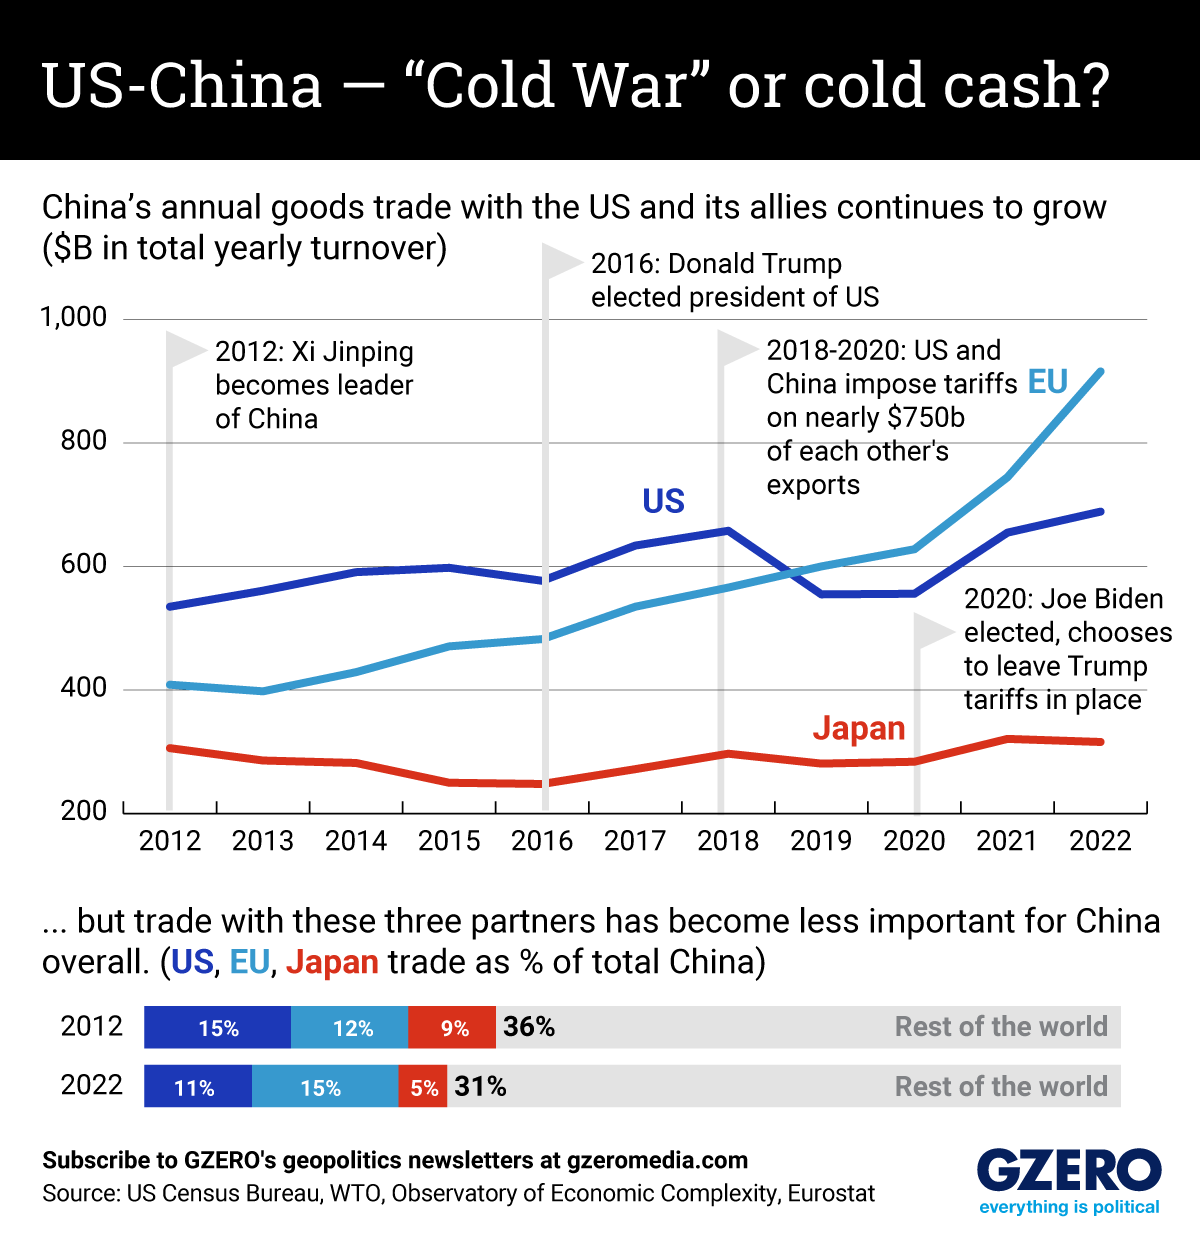 US-China — “Cold War” or cold cash?
China’s annual goods trade with the US and its allies continues to grow
($B in total yearly turnover)
2016: Donald Trump
elected president of US
1,000
2012: Xi Jinping
becomes leader
of China
2018-2020: US and
China impose tariffs
on nearly $750b
of each other's
exports
EU
800
US
600
2020: Joe Biden
elected, chooses
to leave Trump
tariffs in place
400
Japan
200
2012 2013 2014 2015 2016 2017 2018 2019 2020 2021 2022
... but trade with these three partners has become less important for China
overall. (US, EU, Japan trade as % of total China)
2012 15% 12% 9% 36% Rest of the world
2022 11% 15% 5% 31% Rest of the world
Subscribe to GZERO's geopolitics newsletters at gzeromedia.com
Source: US Census Bureau, WTO, Observatory of Economic Complexity, Eurostat
GZERO
everything is political